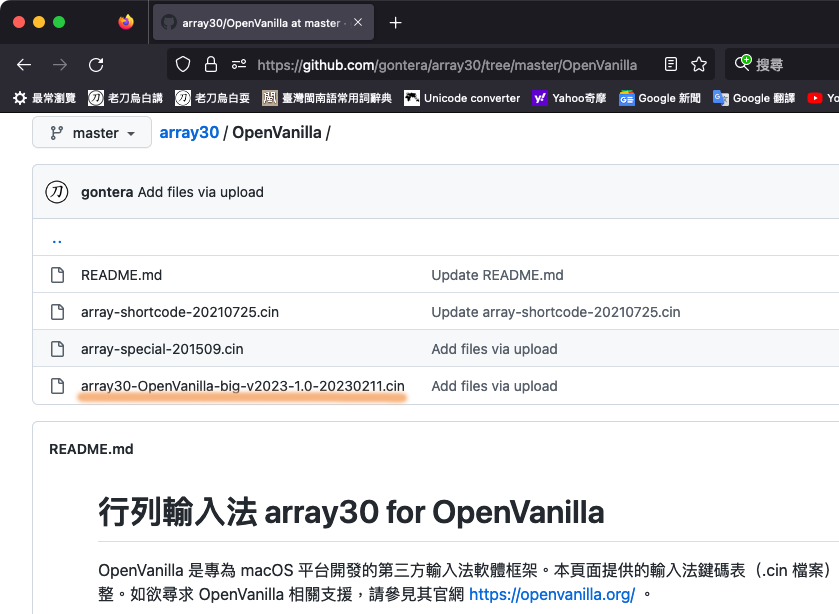 array30/OpenVanilla at master
https://github.com/gontera/array30/tree/master/OpenVanilla
搜尋
最常瀏覽 老刀烏白講 老刀烏白耍 臺灣閩南語常用詞辭典 Unicode converter Yahoo奇摩 Google 新聞 Google 翻譯 Yo
master array30 / OpenVanilla /
刀 gontera Add files via upload
..
README.md Update README.md
array-shortcode-20210725.cin Update array-shortcode-20210725.cin
array-special-201509.cin Add files via upload
array30-OpenVanilla-big-v2023-1.0-20230211.cin Add files via upload
README.md
行列輸入法 array30 for OpenVanilla
OpenVanilla 是專為 macOS 平台開發的第三方輸入法軟體框架。本頁面提供的輸入法鍵碼表（.cin 檔案）
整。如欲尋求 OpenVanilla 相關支援，請參見其官網 https://openvanilla.org/ 。